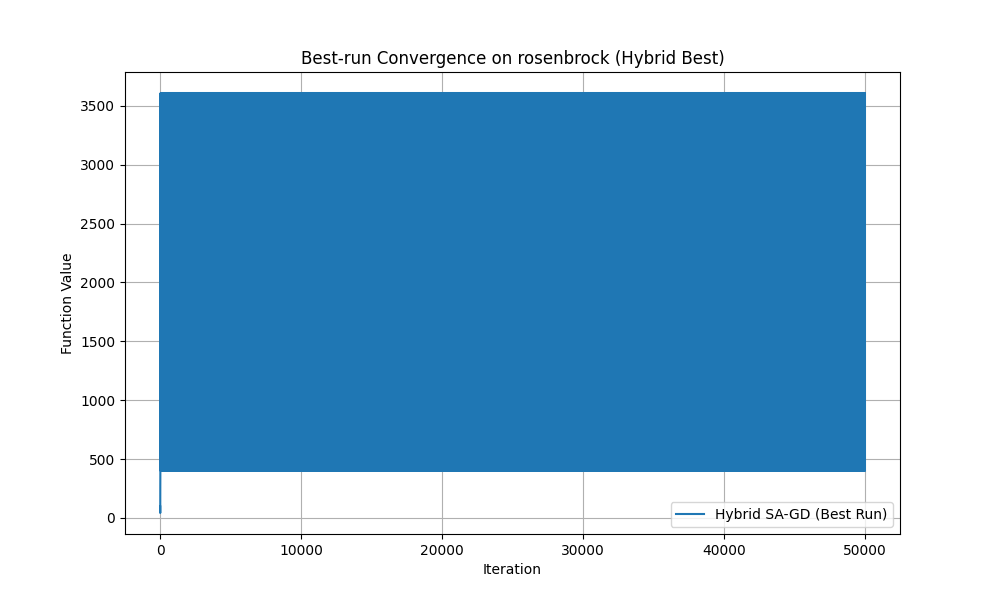 Best-run Convergence on rosenbrock (Hybrid Best)
Function Value
3500
3000
2500
2000
1500
1000
500
0
Hybrid SA-GD (Best Run)
0 10000 20000 30000 40000 50000
Iteration